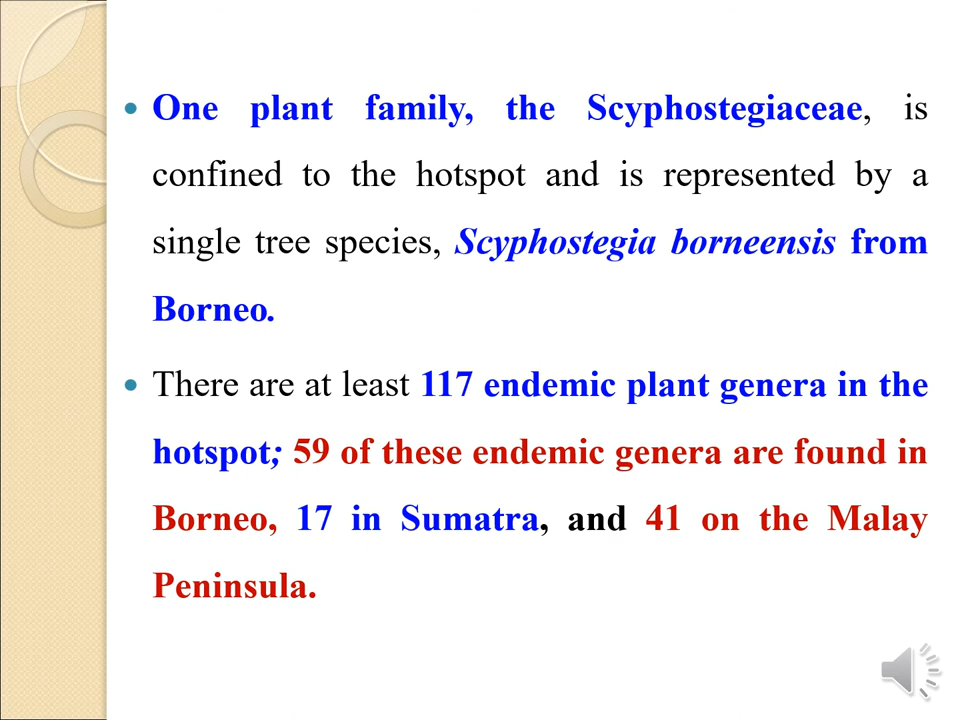 • One plant family, the Scyphostegiaceae, is
confined to the hotspot and is represented by a
single tree species, Scyphostegia borneensis from
Borneo.
• There are at least 117 endemic plant genera in the
hotspot; 59 of these endemic genera are found in
Borneo, 17 in Sumatra, and 41 on the Malay
Peninsula.